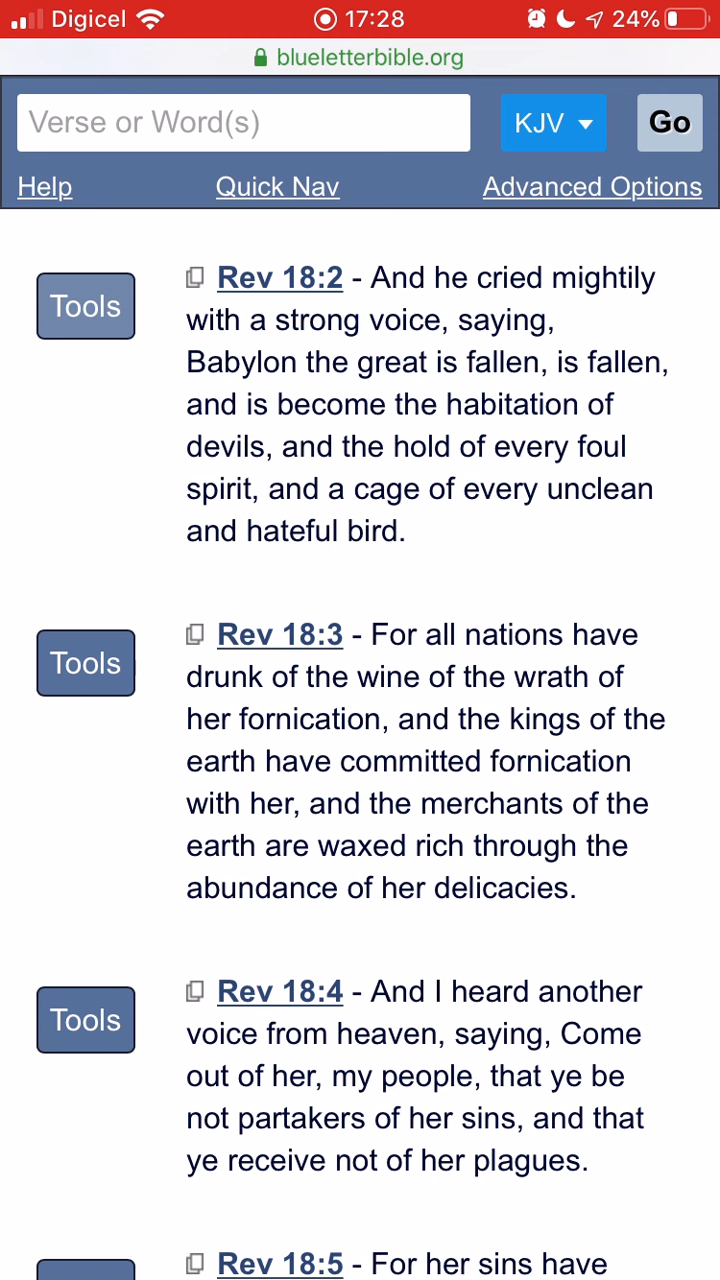 Digicel 17:28 24%
blueletterbible.org
Verse or Word(s) KJV Go
Help Quick Nav Advanced Options
Tools
Rev 18:2 - And he cried mightily
with a strong voice, saying,
Babylon the great is fallen, is fallen,
and is become the habitation of
devils, and the hold of every foul
spirit, and a cage of every unclean
and hateful bird.
Tools
Rev 18:3 - For all nations have
drunk of the wine of the wrath of
her fornication, and the kings of the
earth have committed fornication
with her, and the merchants of the
earth are waxed rich through the
abundance of her delicacies.
Tools
Rev 18:4 - And I heard another
voice from heaven, saying, Come
out of her, my people, that ye be
not partakers of her sins, and that
ye receive not of her plagues.
Rev 18:5 - For her sins have